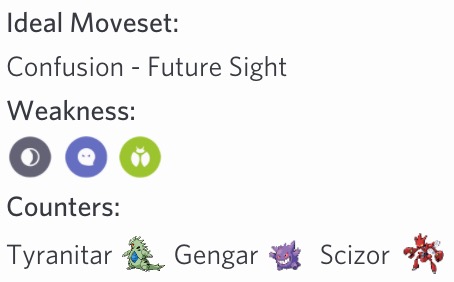 Ideal Moveset:
Confusion - Future Sight
Weakness:
Counters:
Tyranitar Gengar Scizor